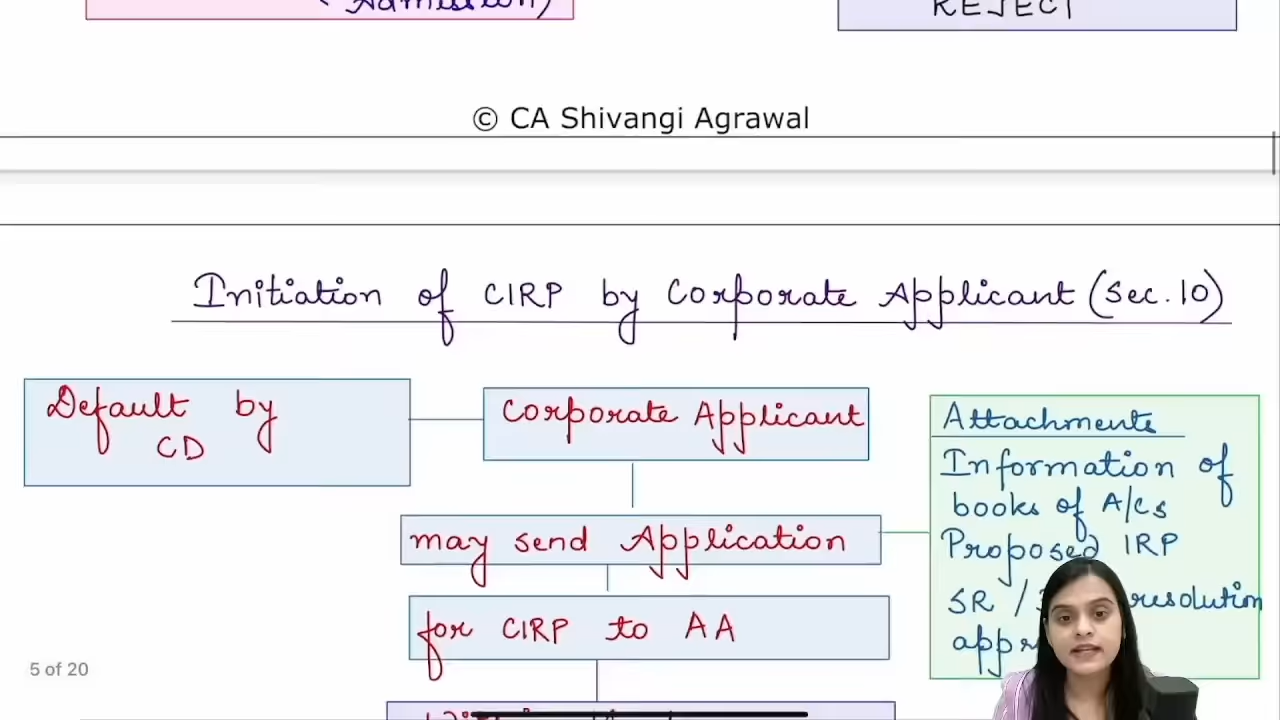 (Admission)
REJECT
© CA Shivangi Agrawal
Initiation of CIRP by Corporate Applicant (Sec. 10)
Default by
CD
Corporate Applicant
may send Application
for CIRP to AA
Attachments
Information of
books of A/cs
Proposed IRP
SR / resolution
5 of 20